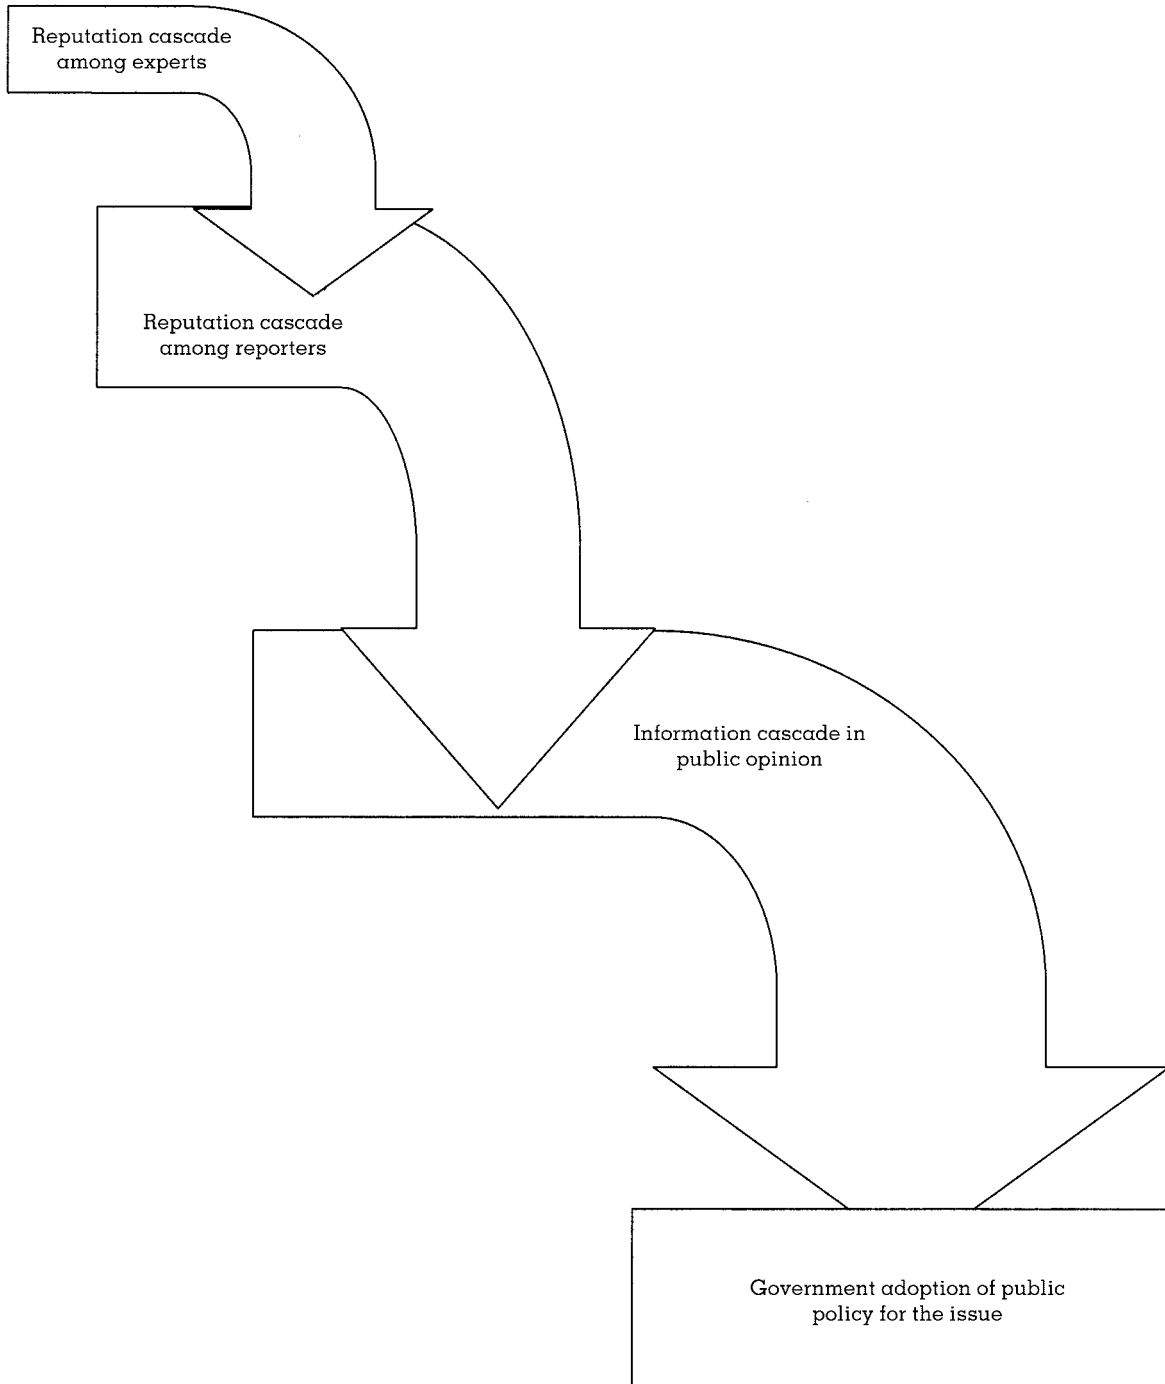 Reputation cascade
among experts
Reputation cascade
among reporters
Information cascade in
public opinion
Government adoption of public
policy for the issue